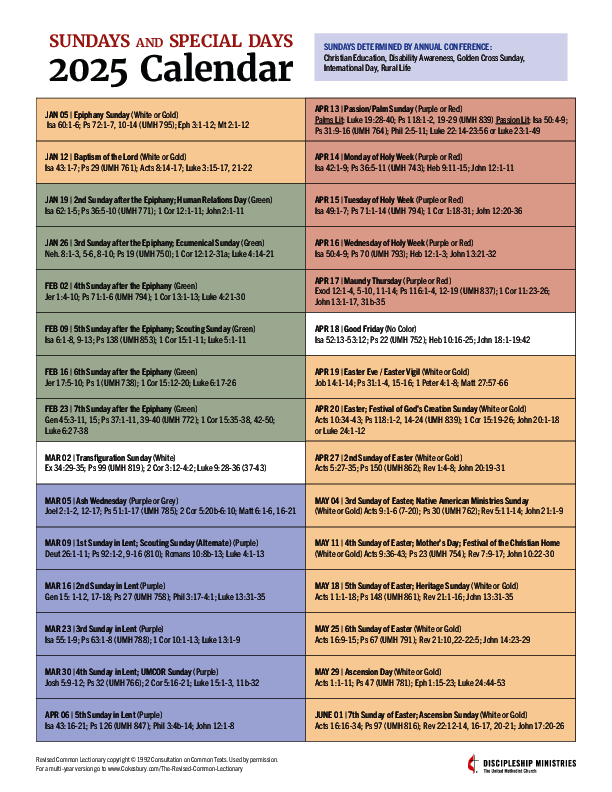 SUNDAYS AND SPECIAL DAYS
2025 Calendar
SUNDAYS DETERMINED BY ANNUAL CONFERENCE:
Christian Education, Disability Awareness, Golden Cross Sunday,
International Day, Rural Life
JAN 05 | Epiphany Sunday (White or Gold)
Isa 60:1-6; Ps 72:1-7, 10-14 (UMH 795); Eph 3:1-12; Mt 2:1-12
JAN 12 | Baptism of the Lord (White or Gold)
Isa 43:1-7; Ps 29 (UMH 761); Acts 8:14-17; Luke 3:15-17, 21-22
JAN 19 | 2nd Sunday after the Epiphany; Human Relations Day (Green)
Isa 62:1-5; Ps 36:5-10 (UMH 771); 1 Cor 12:1-11; John 2:1-11
JAN 26 | 3rd Sunday after the Epiphany; Ecumenical Sunday (Green)
Neh. 8:1-3, 5-6, 8-10; Ps 19 (UMH 750); 1 Cor 12:12-31a; Luke 4:14-21
FEB 02 | 4th Sunday after the Epiphany (Green)
Jer 1:4-10; Ps 71:1-6 (UMH 794); 1 Cor 13:1-13; Luke 4:21-30
FEB 09 | 5th Sunday after the Epiphany; Scouting Sunday (Green)
Isa 6:1-8, 9-13; Ps 138 (UMH 853); 1 Cor 15:1-11; Luke 5:1-11
FEB 16 | 6th Sunday after the Epiphany (Green)
Jer 17:5-10; Ps 1 (UMH 738); 1 Cor 15:12-20; Luke 6:17-26
FEB 23 | 7th Sunday after the Epiphany (Green)
Gen 45:3-11, 15; Ps 37:1-11, 39-40 (UMH 772); 1 Cor 15:35-38, 42-50;
Luke 6:27-38
MAR 02 | Transfiguration Sunday (White)
Ex 34:29-35; Ps 99 (UMH 819); 2 Cor 3:12-4:2; Luke 9:28-36 (37-43)
MAR 05 | Ash Wednesday (Purple or Grey)
Joel 2:1-2, 12-17; Ps 51:1-17 (UMH 785); 2 Cor 5:20b-6:10; Matt 6:1-6, 16-21
MAR 09 | 1st Sunday in Lent; Scouting Sunday (Alternate) (Purple)
Deut 26:1-11; Ps 92:1-2, 9-16 (810); Romans 10:8b-13; Luke 4:1-13
MAR 16 | 2nd Sunday in Lent (Purple)
Gen 15: 1-12, 17-18; Ps 27 (UMH 758); Phil 3:17-4:1; Luke 13:31-35
MAR 23 | 3rd Sunday in Lent (Purple)
Isa 55:1-9; Ps 63:1-8 (UMH 788); 1 Cor 10:1-13; Luke 13:1-9
MAR 30 | 4th Sunday in Lent; UMCOR Sunday (Purple)
Josh 5:9-12; Ps 32 (UMH 766); 2 Cor 5:16-21; Luke 15:1-3, 11b-32
APR 06 | 5th Sunday in Lent (Purple)
Isa 43:16-21; Ps 126 (UMH 847); Phil 3:4b-14; John 12:1-8
APR 13 | Passion/Palm Sunday (Purple or Red)
Palms Lit: Luke 19:28-40; Ps 118:1-2, 19-29 (UMH 839) Passion Lit: Isa 50:4-9;
Ps 31:9-16 (UMH 764); Phil 2:5-11; Luke 22:14-23:56 or Luke 23:1-49
APR 14 | Monday of Holy Week (Purple or Red)
Isa 42:1-9; Ps 36:5-11 (UMH 743); Heb 9:11-15; John 12:1-11
APR 15 | Tuesday of Holy Week (Purple or Red)
Isa 49:1-7; Ps 71:1-14 (UMH 794); 1 Cor 1:18-31; John 12:20-36
APR 16 | Wednesday of Holy Week (Purple or Red)
Isa 50:4-9; Ps 70 (UMH 793); Heb 12:1-3; John 13:21-32
APR 17 | Maundy Thursday (Purple or Red)
Exod 12:1-4, 5-10, 11-14; Ps 116:1-4, 12-19 (UMH 837); 1 Cor 11:23-26;
John 13:1-17, 31b-35
APR 18 | Good Friday (No Color)
Isa 52:13-53:12; Ps 22 (UMH 752); Heb 10:16-25; John 18:1-19:42
APR 19 | Easter Eve / Easter Vigil (White or Gold)
Job 14:1-14; Ps 31:1-4, 15-16; 1 Peter 4:1-8; Matt 27:57-66
APR 20 | Easter; Festival of God's Creation Sunday (White or Gold)
Acts 10:34-43; Ps 118:1-2, 14-24 (UMH 839); 1 Cor 15:19-26; John 20:1-18
or Luke 24:1-12
APR 27 | 2nd Sunday of Easter (White or Gold)
Acts 5:27-35; Ps 150 (UMH 862); Rev 1:4-8; John 20:19-31
MAY 04 | 3rd Sunday of Easter; Native American Ministries Sunday
(White or Gold) Acts 9:1-6 (7-20); Ps 30 (UMH 762); Rev 5:11-14; John 21:1-9
MAY 11 | 4th Sunday of Easter; Mother's Day; Festival of the Christian Home
(White or Gold) Acts 9:36-43; Ps 23 (UMH 754); Rev 7:9-17; John 10:22-30
MAY 18 | 5th Sunday of Easter; Heritage Sunday (White or Gold)
Acts 11:1-18; Ps 148 (UMH 861); Rev 21:1-16; John 13:31-35
MAY 25 | 6th Sunday of Easter (White or Gold)
Acts 16:9-15; Ps 67 (UMH 791); Rev 21:10,22-22:5; John 14:23-29
MAY 29 | Ascension Day (White or Gold)
Acts 1:1-11; Ps 47 (UMH 781); Eph 1:15-23; Luke 24:44-53
JUNE 01 | 7th Sunday of Easter; Ascension Sunday (White or Gold)
Acts 16:16-34; Ps 97 (UMH 816); Rev 22:12-14, 16-17, 20-21; John 17:20-26
Revised Common Lectionary copyright © 1992 Consultation on Common Texts. Used by permission.
For a multi-year version go to www.Cokesbury.com/The-Revised-Common-Lectionary
DISCIPLESHIP MINISTRIES
The United Methodist Church